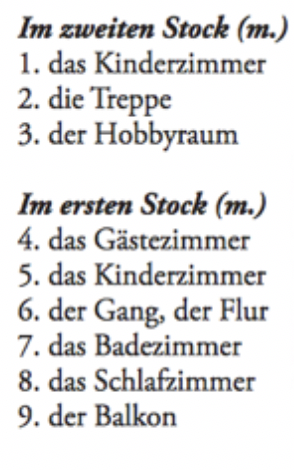 Im zweiten Stock (m.)
1. das Kinderzimmer
2. die Treppe
3. der Hobbyraum
Im ersten Stock (m.)
4. das Gästezimmer
5. das Kinderzimmer
6. der Gang, der Flur
7. das Badezimmer
8. das Schlafzimmer
9. der Balkon